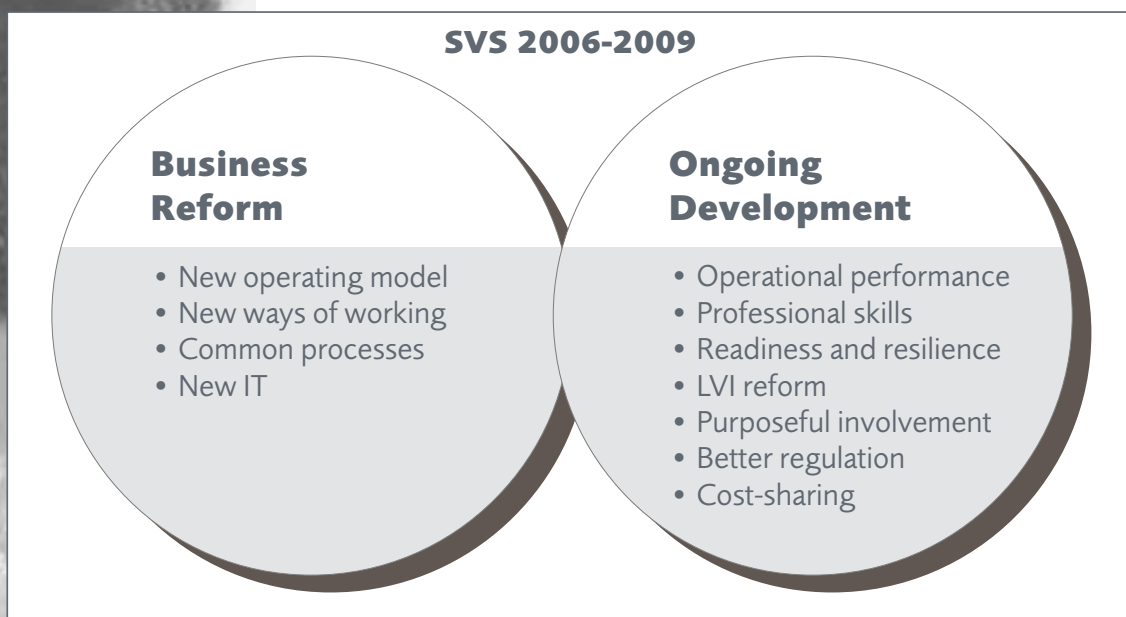 SVS 2006-2009
Business
Reform
• New operating model
• New ways of working
• Common processes
• New IT
Ongoing
Development
• Operational performance
• Professional skills
• Readiness and resilience
• LVI reform
• Purposeful involvement
• Better regulation
• Cost-sharing